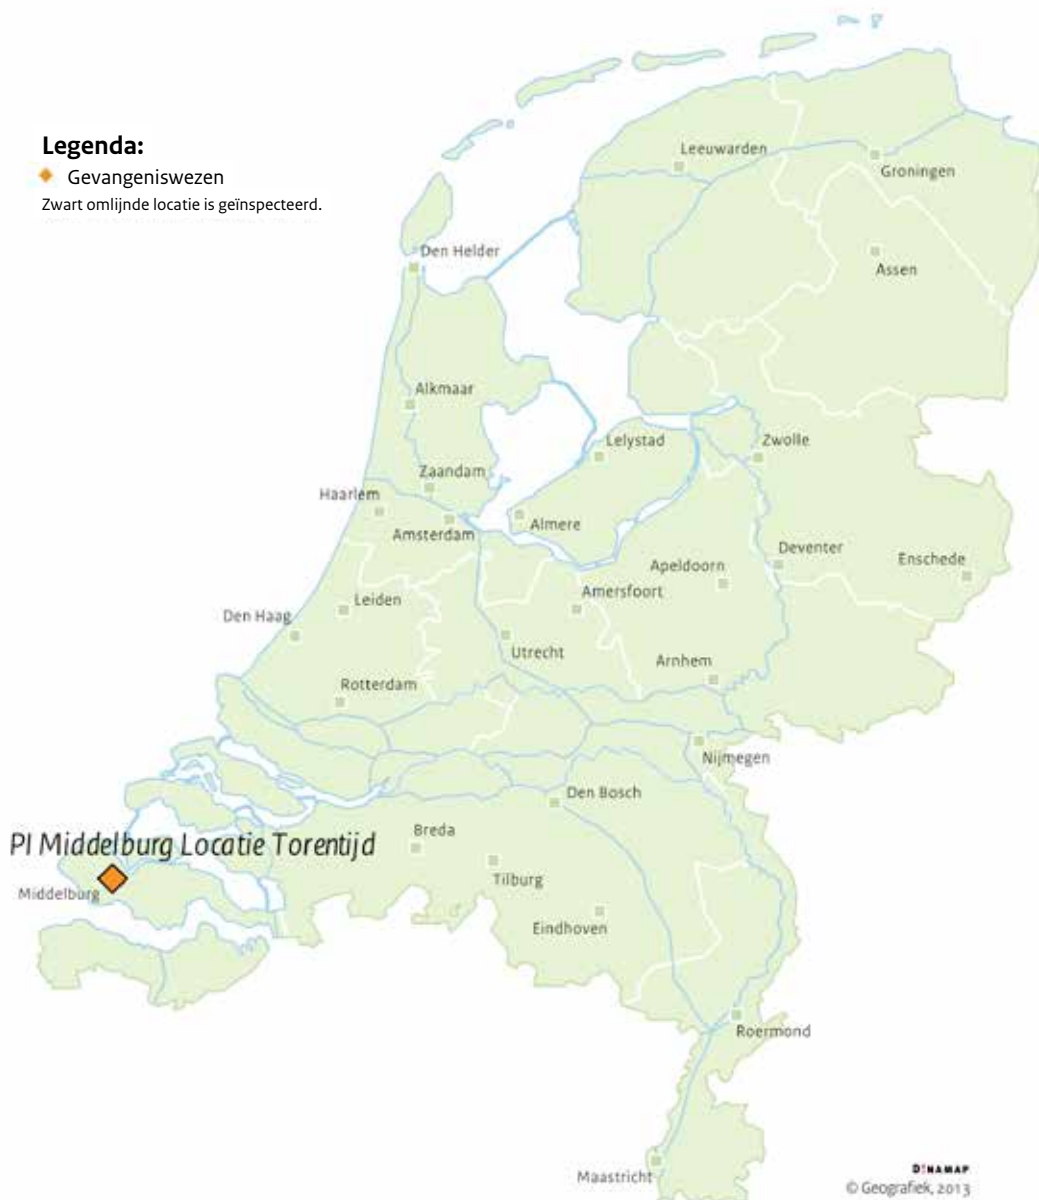 Legenda:
Gevangeniswezen
Zwart omlijnde locatie is geïnspecteerd.
Leeuwarden
Groningen
Den Helder
Assen
Alkmaar
Lelystad
Zwolle
Zaandam
Haarlem
Almere
Amsterdam
Deventer
Enschede
Apeldoorn
Amersfoort
Leiden
Den Haag
Utrecht
Arnhem
Rotterdam
Nijmegen
Den Bosch
Breda
PI Middelburg Locatie Torentijd
Tilburg
Middelburg
Eindhoven
Roermond
Maastricht
DINAMAP
© Geografiek, 2013